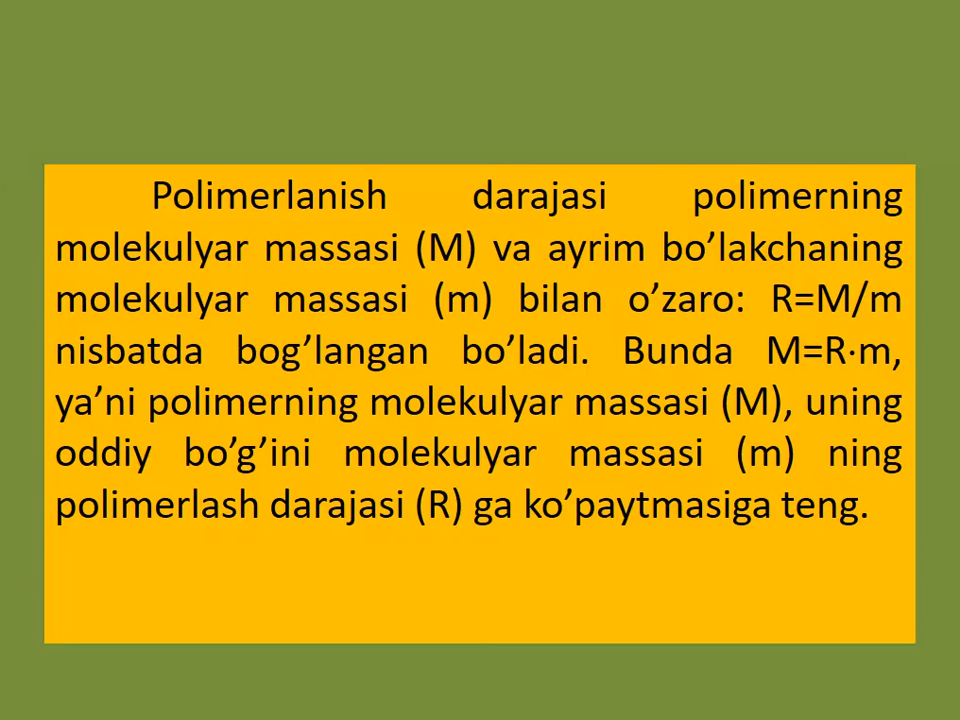 Polimerlanish darajasi polimerning
molekulyar massasi (M) va ayrim bo’lakchaning
molekulyar massasi (m) bilan o’zaro: R=M/m
nisbatda bog’langan bo’ladi. Bunda M=R·m,
ya’ni polimerning molekulyar massasi (M), uning
oddiy bo’g’ini molekulyar massasi (m) ning
polimerlash darajasi (R) ga ko’paytmasiga teng.